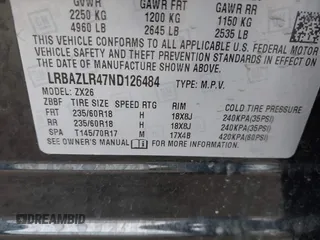 GVWR GAWR FRT GAWR RR
2250 KG 1200 KG 1150 KG
4960 LB 2645 LB 2535 LB
THIS VEHICLE CONFORMS TO ALL APPLICABLE
VEHICLE SAFETY AND THEFT PREVENTION STANDARDS IN EFFECT ON
THE DATE OF MANUFACTURE SHOWN ABOVE.
LRBAZLR47ND126484 TYPE: M.P.V.
MODEL: ZX26
ZBBF TIRE SIZE SPEED RTG RIM COLD TIRE PRESSURE
FRT 235/60R18 H 18X8J 240KPA(35PSI)
RR 235/60R18 H 18X8J 240KPA(35PSI)
SPA T145/70R17 M 17X4B 420KPA(60PSI)
SEE OWNER'S MANUAL FOR MORE INFORMATION.
DREAMBID